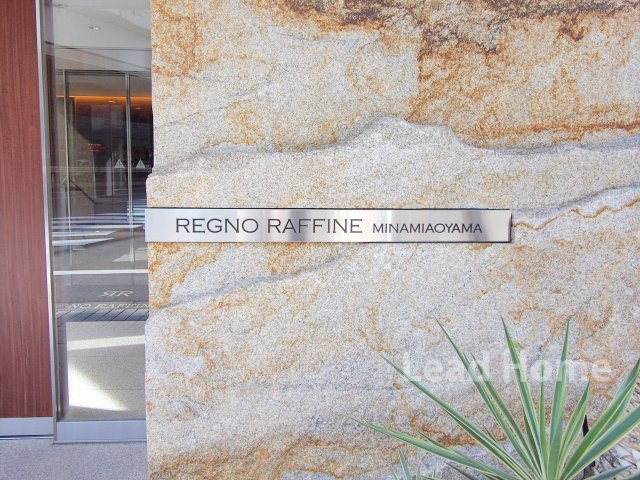 REGNO RAFFINE MINAMIAOYAMA
Lead Home